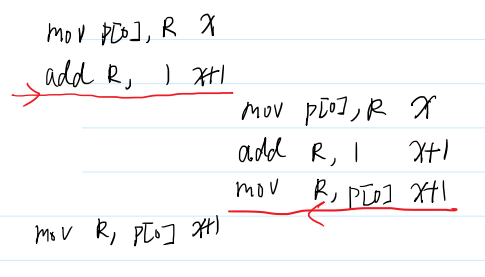 mov p[0], R x
add R, 1 x+1
mov p[0], R x
add R, 1 x+1
mov R, p[0] x+1
mov R, p[0] x+1